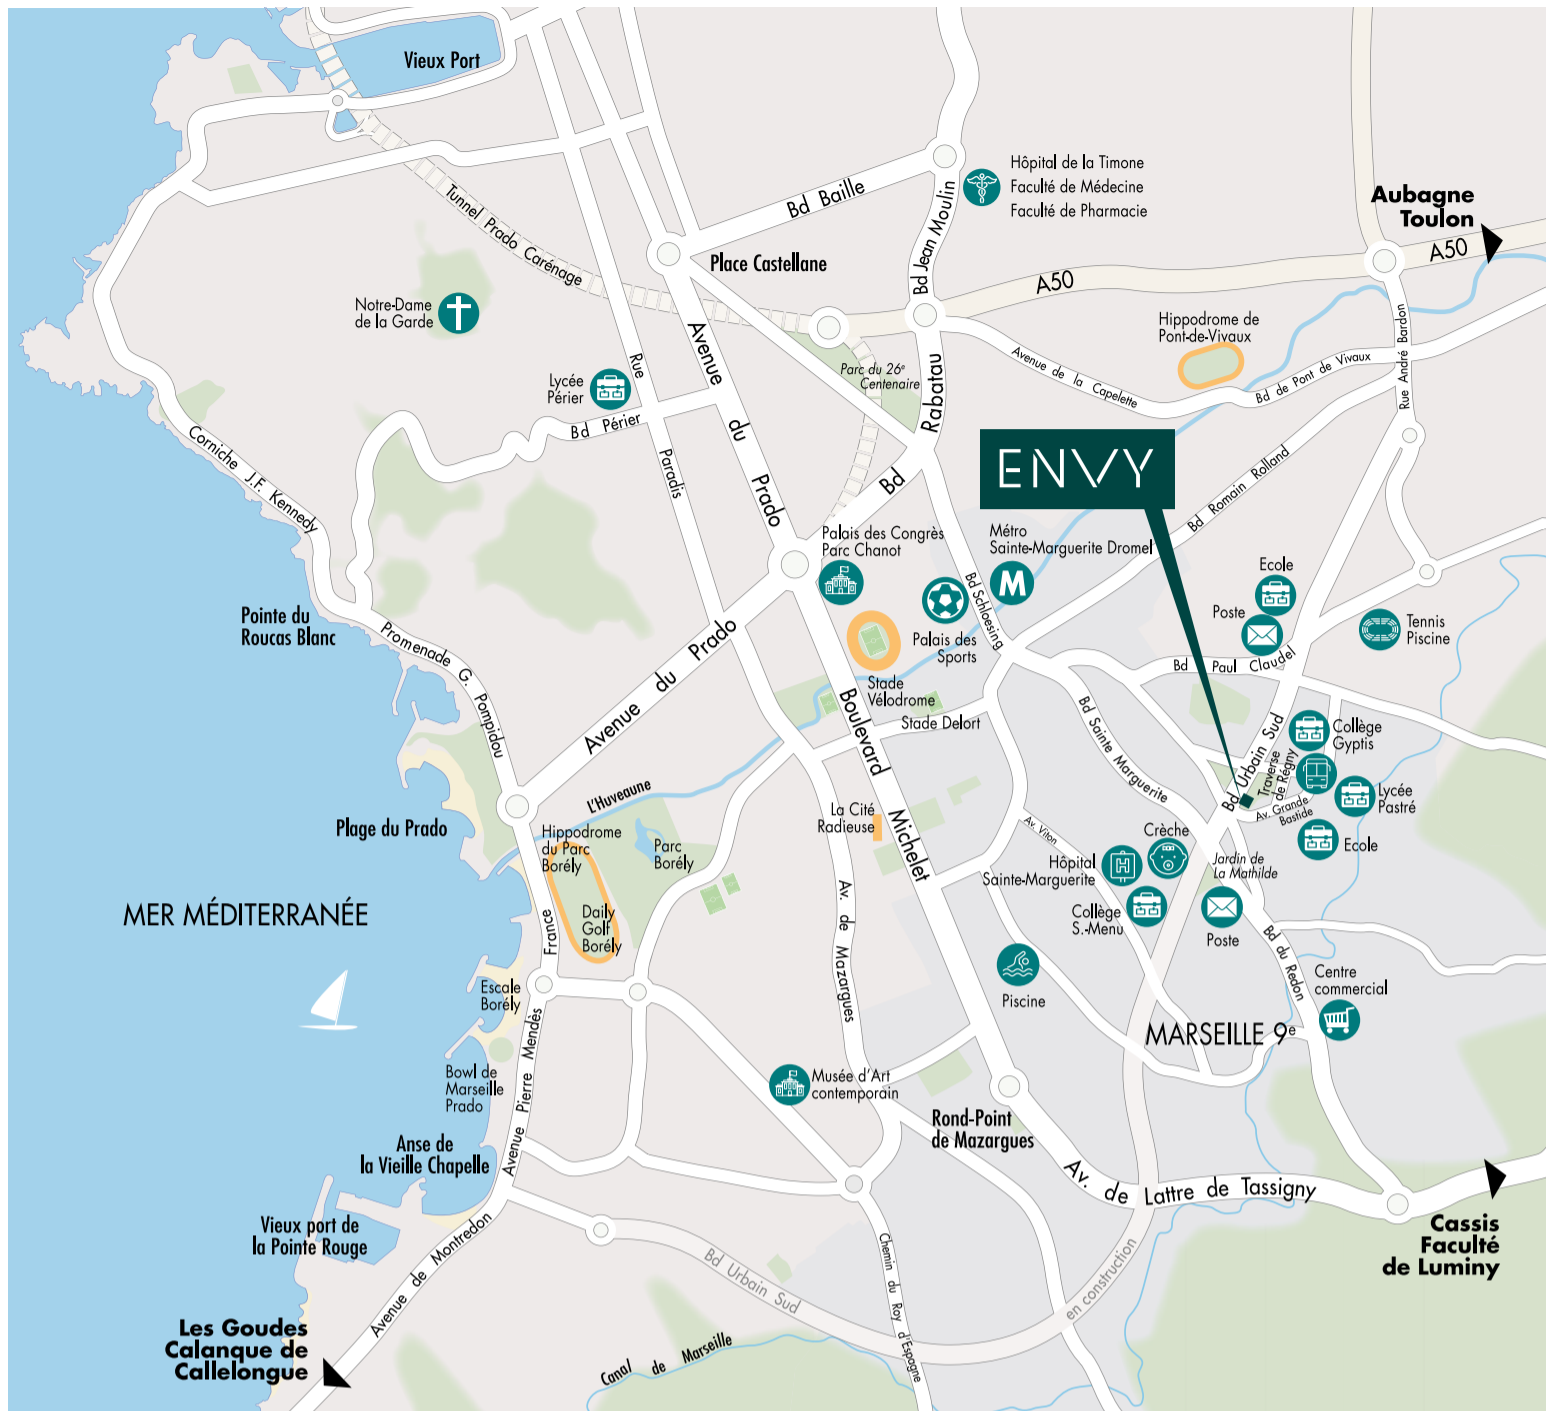 Vieux Port
Hôpital de la Timone
Faculté de Médecine
Faculté de Pharmacie
Bd Baille
Bd Jean Moulin
Aubagne
Toulon
A50
A50
Tunnel Prado Carénage
Place Castellane
Notre-Dame
de la Garde
Hippodrome de
Pont-de-Vivaux
Rue André Bardon
Avenue de la Capelette
Bd de Pont de Vivaux
Parc du 26e
Centenaire
Lycée
Périer
Bd Périer
Rue Paradis
Avenue du Prado
Bd Rabatau
Corniche J.F. Kennedy
ENVY
Bd Romain Rolland
Palais des Congrès
Parc Chanot
Métro
Sainte-Marguerite Dromel
M
Bd Schloesing
Ecole
Poste
Tennis
Piscine
Pointe du
Roucas Blanc
Promenade G. Pompidou
Avenue du Prado
Palais des
Sports
Stade
Vélodrome
Stade Delort
Bd Paul Claudel
Bd Sainte Marguerite
Bd Urbain Sud
Traverse
de Régny
Collège
Gyptis
Lycée
Pastré
Av. Grande
Bastide
Ecole
Boulevard Michelet
L'Huveaune
Plage du Prado
Hippodrome
du Parc
Borély
Parc
Borély
La Cité
Radieuse
Av. Viton
Crèche
H
Hôpital
Sainte-Marguerite
Jardin de
La Mathilde
Collège
S.-Menu
Poste
MER MÉDITERRANÉE
Daily
Golf
Borély
Av. de Mazargues
Bd du Redon
Centre
commercial
Piscine
Escale
Borély
MARSEILLE 9e
Avenue Pierre Mendès France
Bowl de
Marseille
Prado
Musée d'Art
contemporain
Rond-Point
de Mazargues
Anse de
la Vieille Chapelle
Av. de Lattre de Tassigny
Vieux port de
la Pointe Rouge
Avenue de Montredon
Cassis
Faculté
de Luminy
Bd Urbain Sud
en construction
Chemin du Roy d'Espagne
Les Goudes
Calanque de
Callelongue
Canal de Marseille